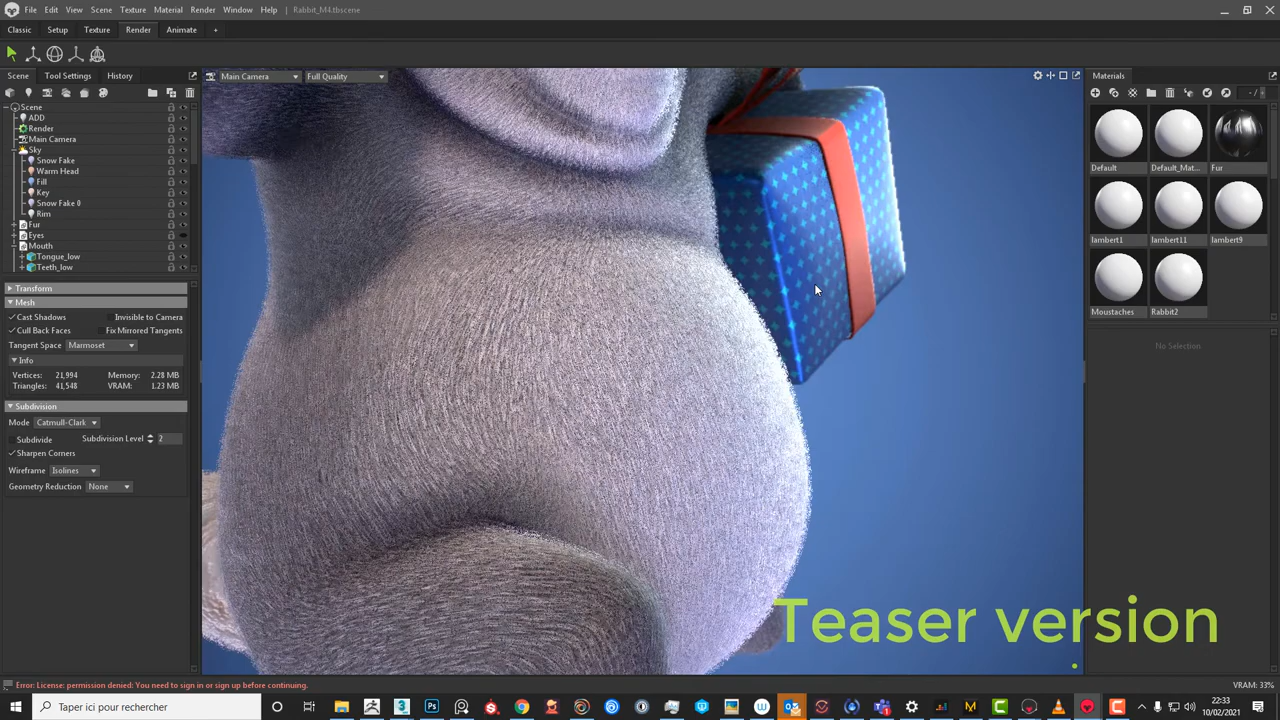 File Edit View Scene Texture Material Render Window Help Rabbit_M4.tbscene
Classic Setup Texture Render Animate +
Scene Tool Settings History
Main Camera Full Quality
Materials
Scene
ADD
Render
Main Camera
Sky
Snow Fake
Warm Head
Fill
Key
Snow Fake 0
Rim
Fur
Eyes
Mouth
Tongue_low
Teeth_low
Transform
Mesh
Cast Shadows Invisible to Camera
Cull Back Faces Fix Mirrored Tangents
Tangent Space Marmoset
Info
Vertices: 21,994 Memory: 2.28 MB
Triangles: 41,548 VRAM: 1.23 MB
Subdivision
Mode Catmull-Clark
Subdivide Subdivision Level 2
Sharpen Corners
Wireframe Isolines
Geometry Reduction None
- /
Default Default_Mat... Fur
lambert1 lambert11 lambert9
Moustaches Rabbit2
No Selection
Teaser version
.
Error: License: permission denied: You need to sign in or sign up before continuing. VRAM: 33%
Taper ici pour rechercher
22:33
10/02/2021